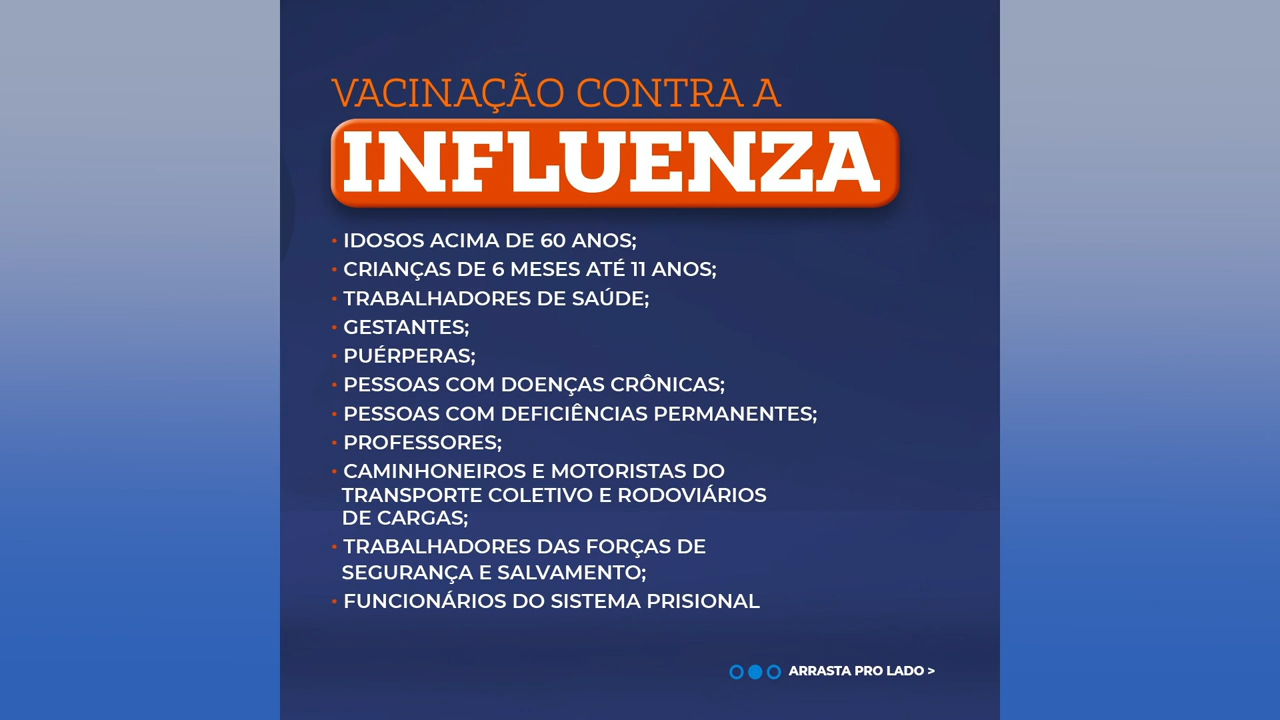 VACINAÇÃO CONTRA A
INFLUENZA
• IDOSOS ACIMA DE 60 ANOS;
• CRIANÇAS DE 6 MESES ATÉ 11 ANOS;
• TRABALHADORES DE SAÚDE;
• GESTANTES;
• PUÉRPERAS;
• PESSOAS COM DOENÇAS CRÔNICAS;
• PESSOAS COM DEFICIÊNCIAS PERMANENTES;
• PROFESSORES;
• CAMINHONEIROS E MOTORISTAS DO
TRANSPORTE COLETIVO E RODOVIÁRIOS
DE CARGAS;
• TRABALHADORES DAS FORÇAS DE
SEGURANÇA E SALVAMENTO;
• FUNCIONÁRIOS DO SISTEMA PRISIONAL
ARRASTA PRO LADO >